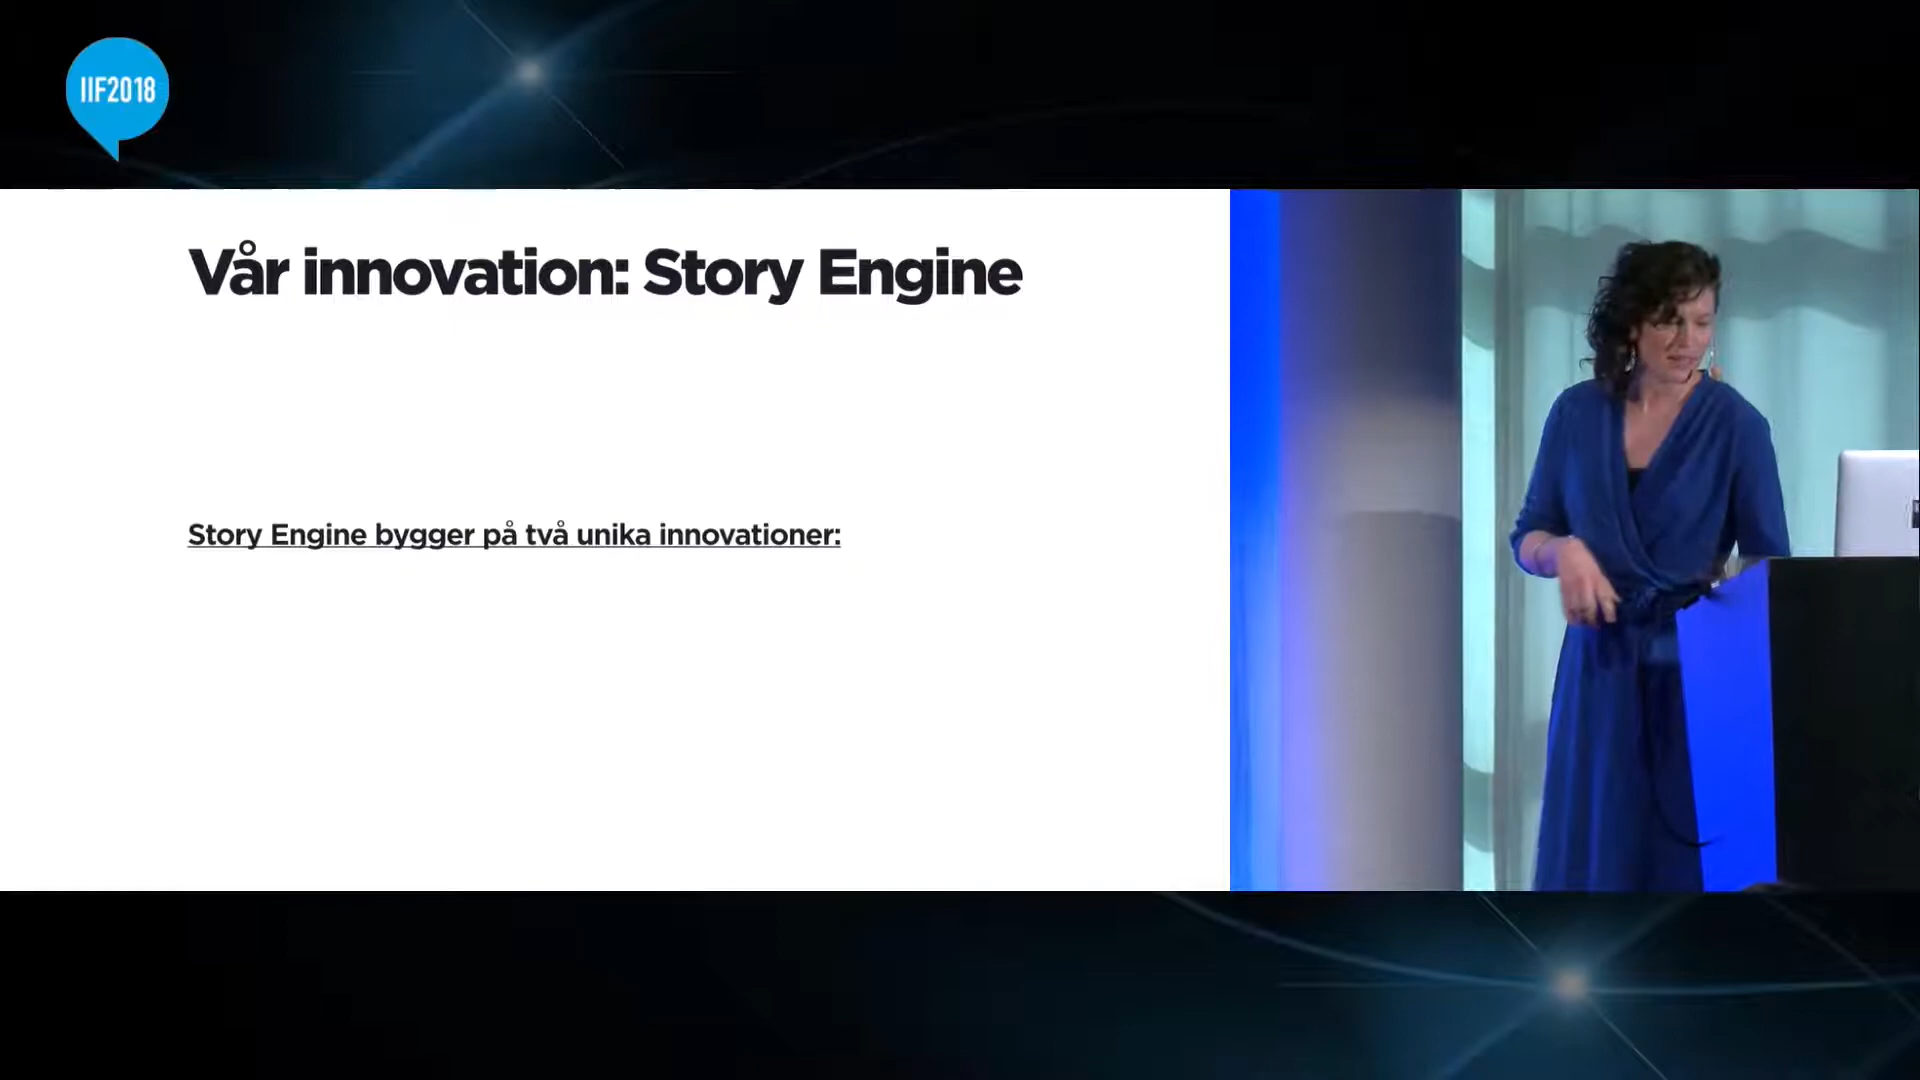 IIF2018
Vår innovation: Story Engine
Story Engine bygger på två unika innovationer: